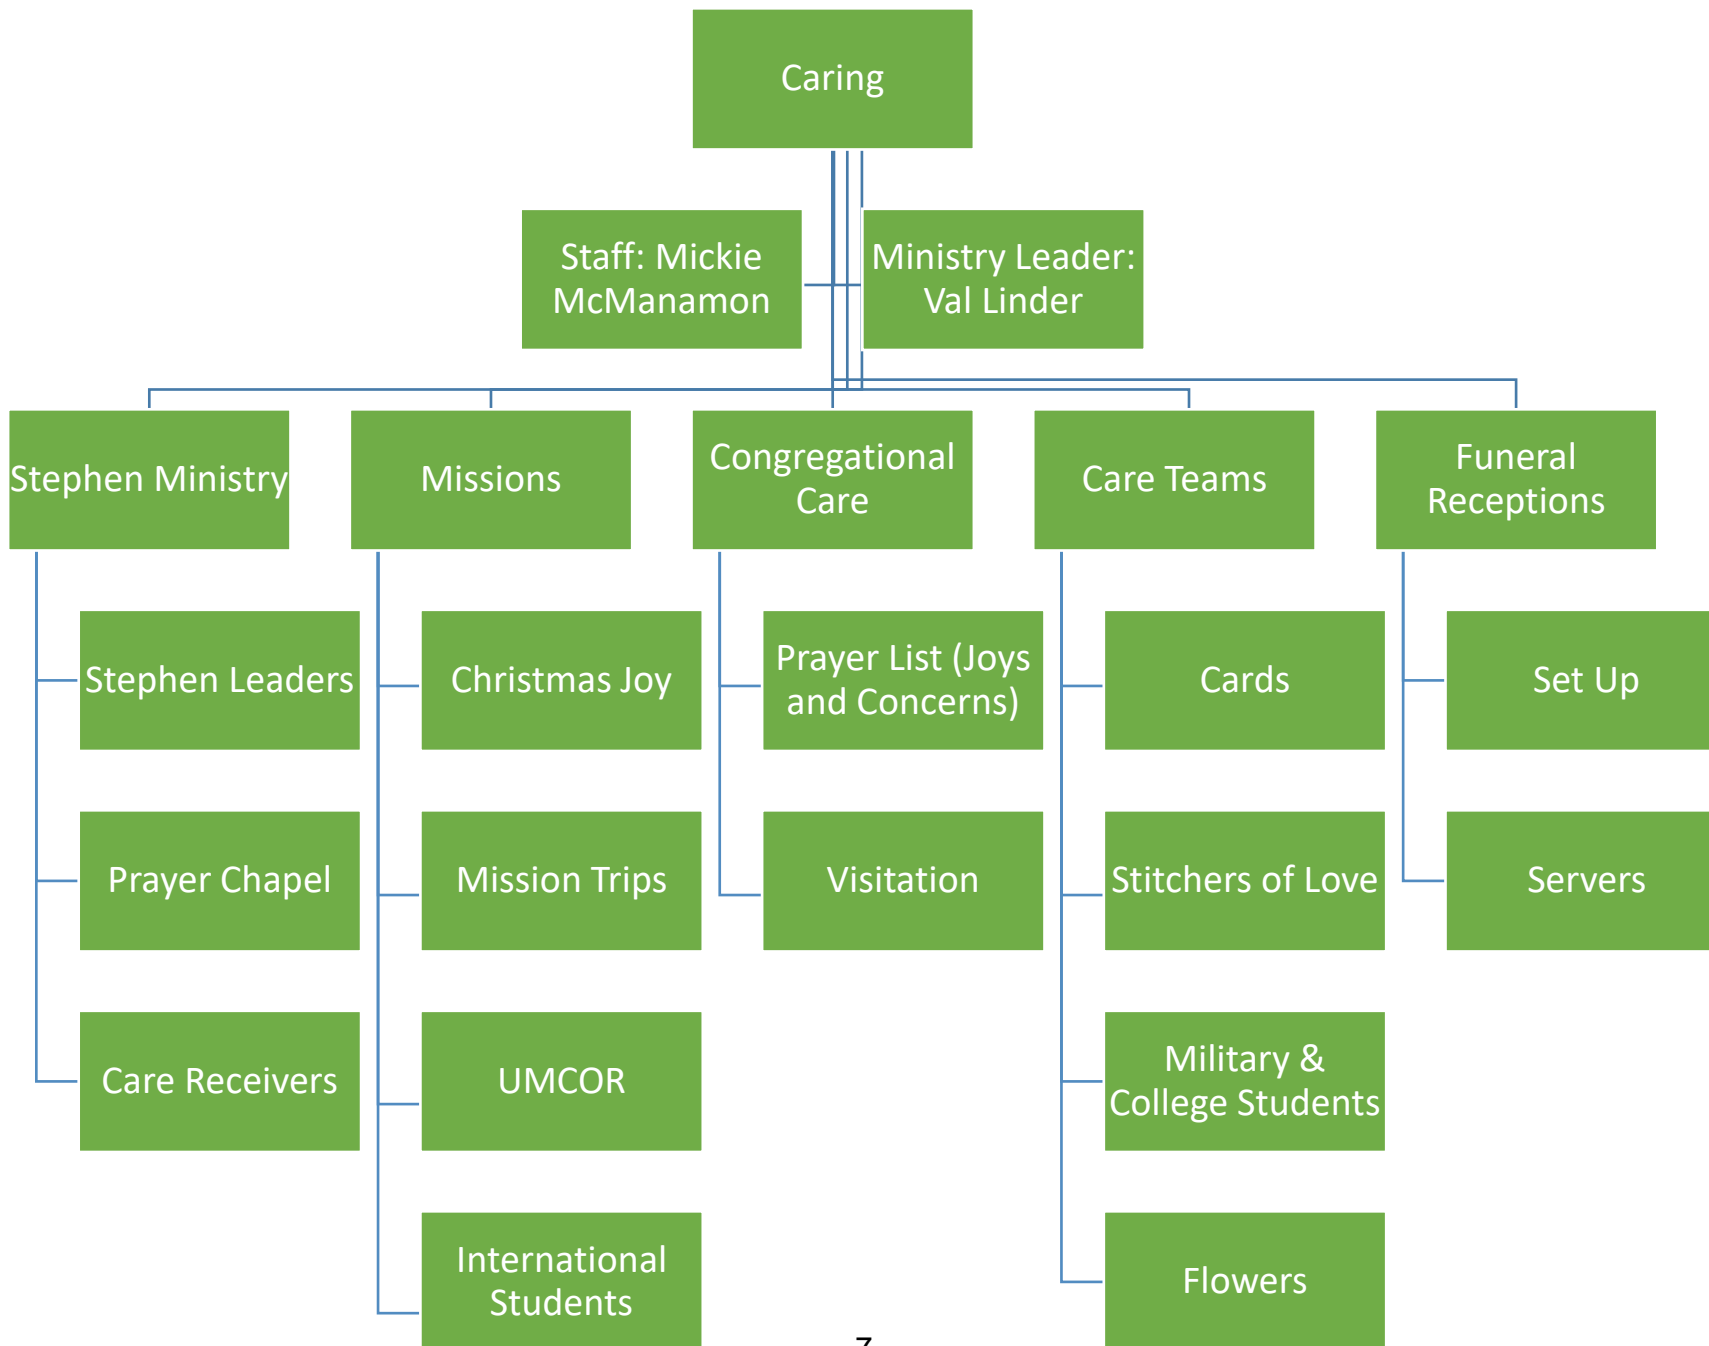 Caring
Staff: Mickie
McManamon
Ministry Leader:
Val Linder
Stephen Ministry
Missions
Congregational
Care
Care Teams
Funeral
Receptions
Stephen Leaders
Christmas Joy
Prayer List (Joys
and Concerns)
Cards
Set Up
Prayer Chapel
Mission Trips
Visitation
Stitchers of Love
Servers
Care Receivers
UMCOR
Military &
College Students
International
Students
Flowers